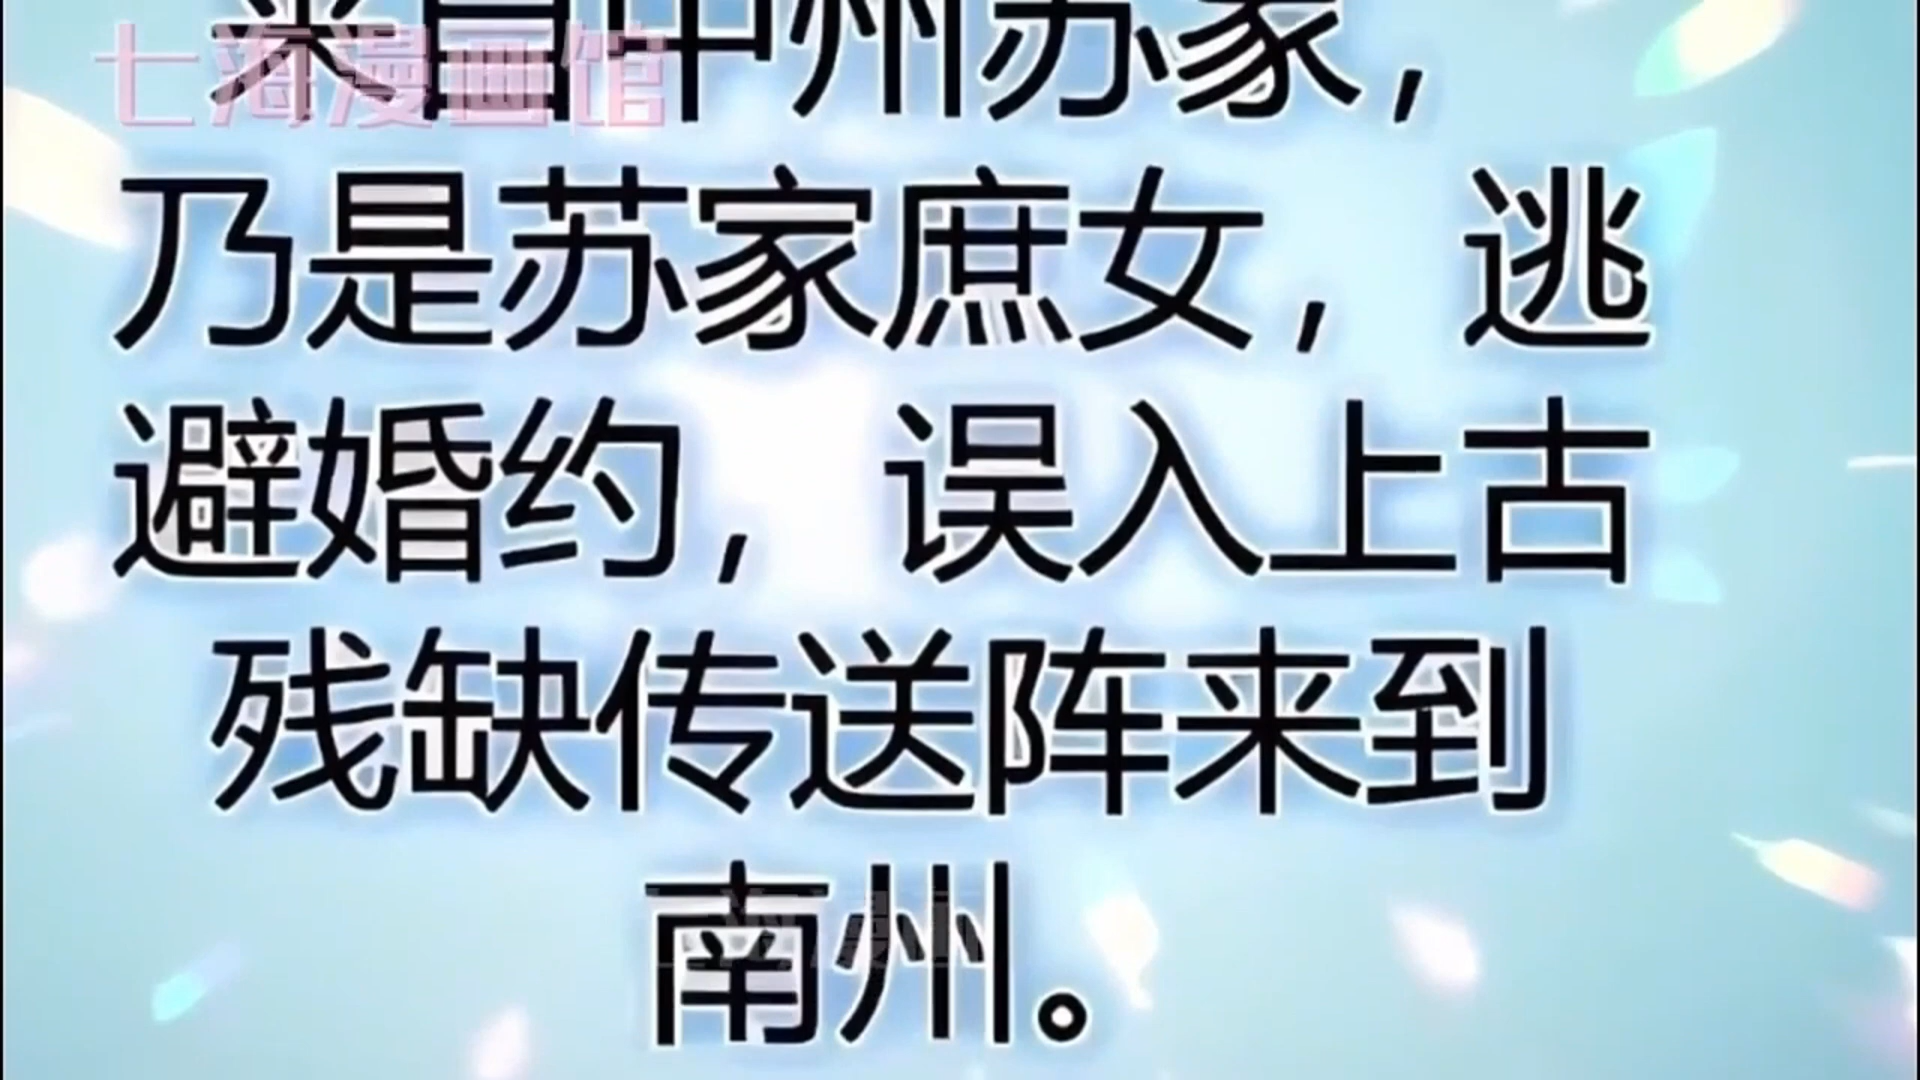 七海漫画馆
来自中州苏家，
乃是苏家庶女，逃
避婚约，误入上古
残缺传送阵来到
南州。